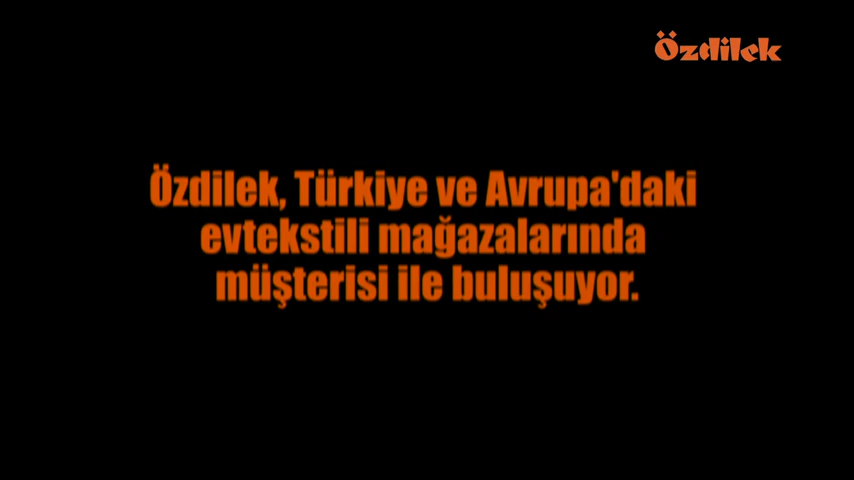 Özdilek
Özdilek, Türkiye ve Avrupa'daki
evtekstili mağazalarında
müşterisi ile buluşuyor.